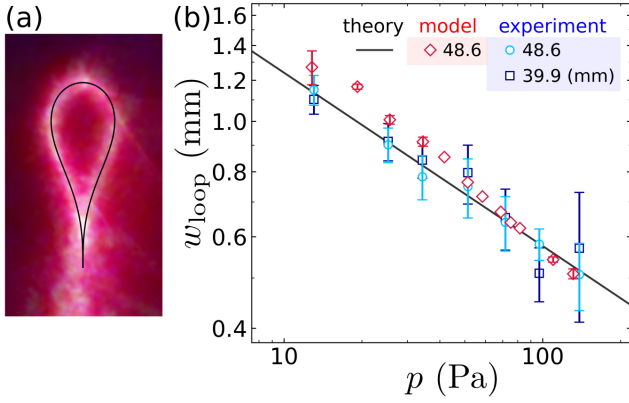 (a)
(b)
theory model experiment
48.6 48.6
39.9 (mm)
1.6
1.4
1.2
1.0
0.8
0.6
0.4
w_loop (mm)
10 100
p (Pa)